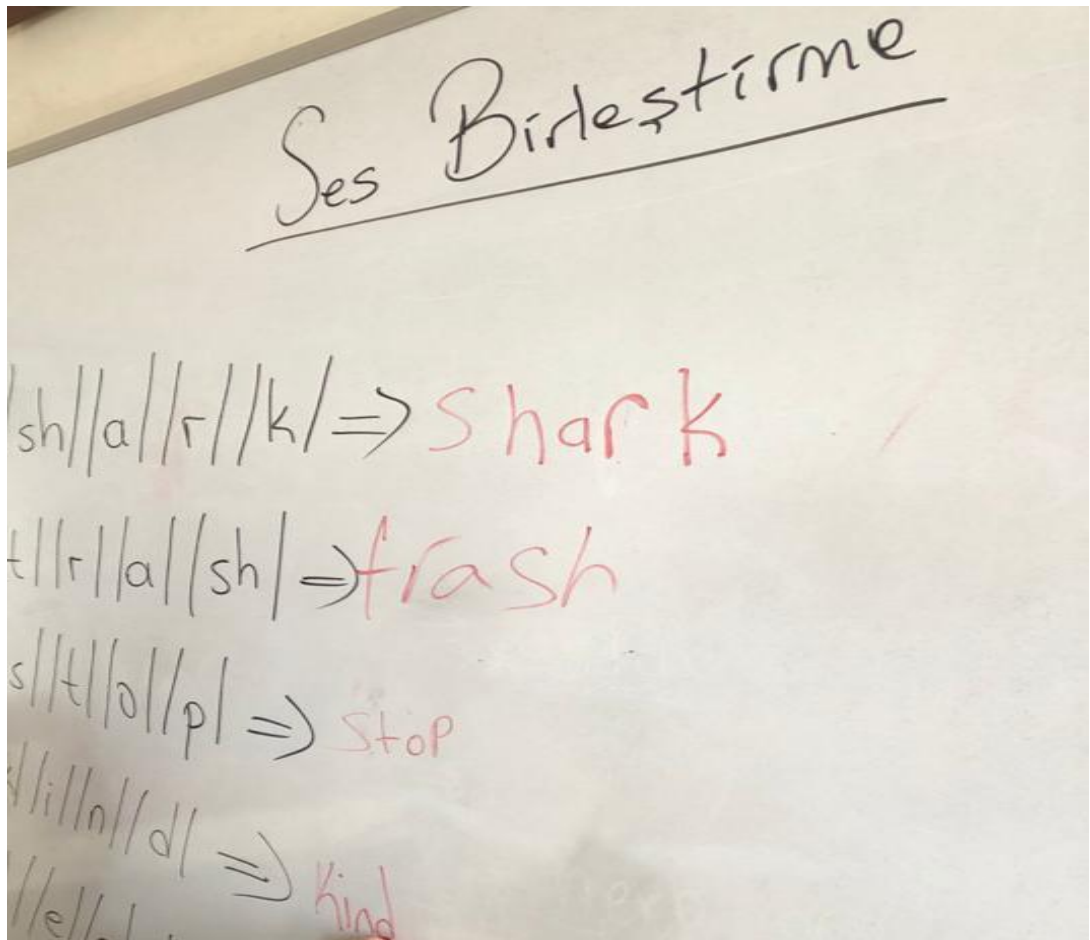 Ses Birleştirme
/sh//a//r//k/ => shark
t//r//a//sh/ => trash
s//t//o//p/ => stop
//i//n//d/ => kind
//e//